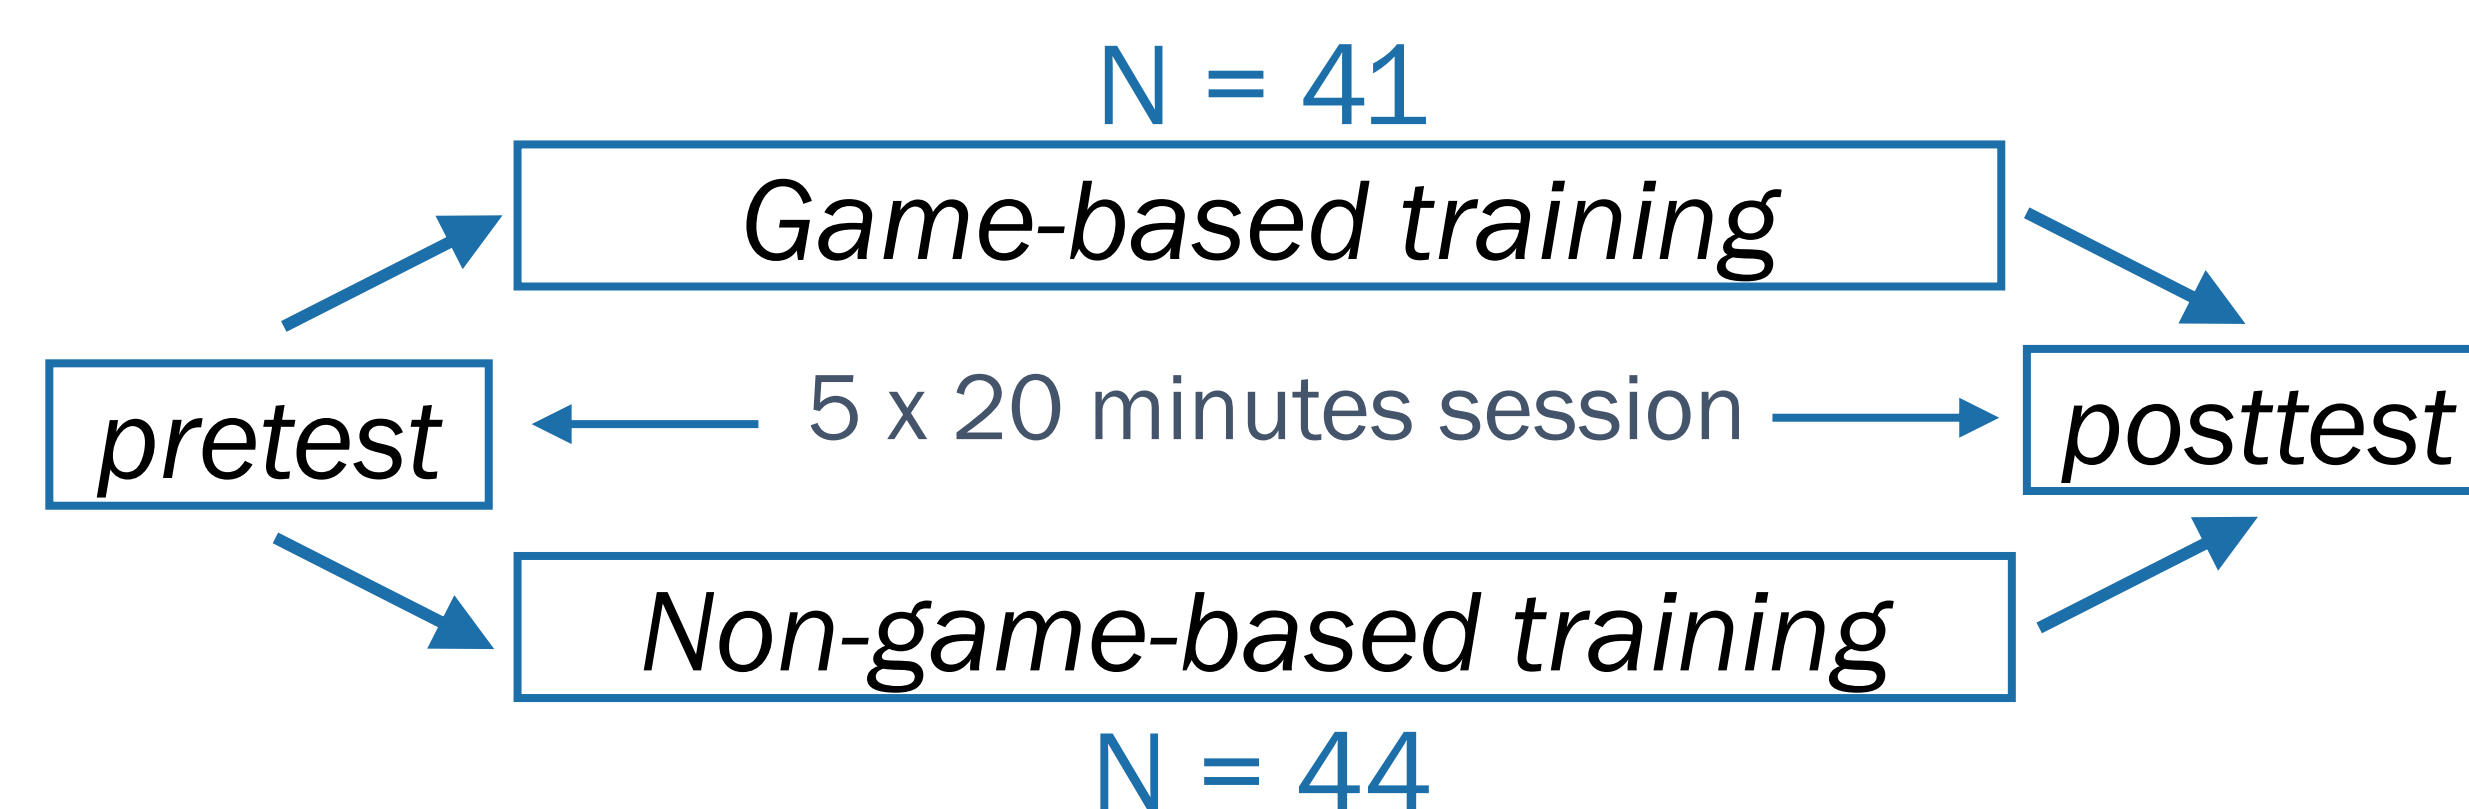 N = 41
Game-based training
pretest
5 x 20 minutes session
posttest
Non-game-based training
N = 44